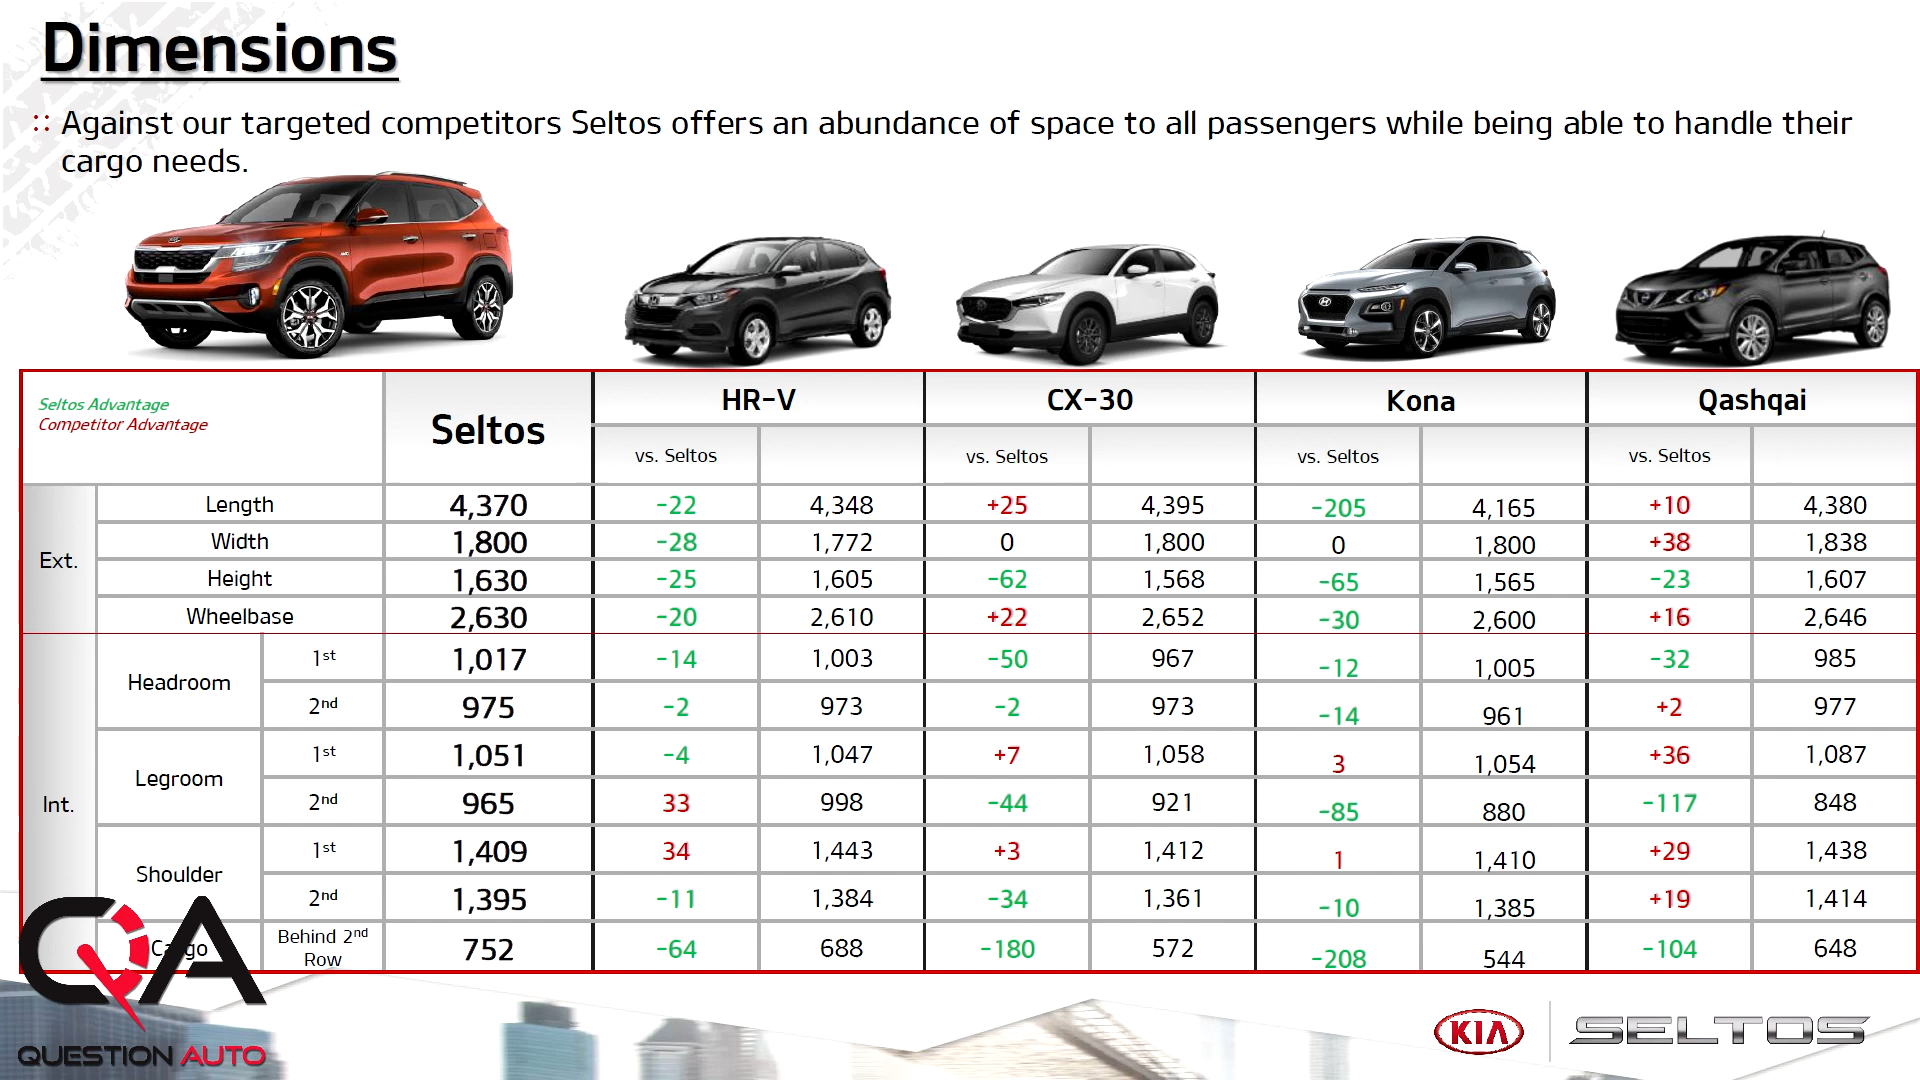 Dimensions
:: Against our targeted competitors Seltos offers an abundance of space to all passengers while being able to handle their
cargo needs.
Seltos Advantage
Competitor Advantage
Seltos HR-V CX-30 Kona Qashqai
vs. Seltos vs. Seltos vs. Seltos vs. Seltos
Ext.
Length 4,370 -22 4,348 +25 4,395 -205 4,165 +10 4,380
Width 1,800 -28 1,772 0 1,800 0 1,800 +38 1,838
Height 1,630 -25 1,605 -62 1,568 -65 1,565 -23 1,607
Wheelbase 2,630 -20 2,610 +22 2,652 -30 2,600 +16 2,646
Int.
Headroom
1st 1,017 -14 1,003 -50 967 -12 1,005 -32 985
2nd 975 -2 973 -2 973 -14 961 +2 977
Legroom
1st 1,051 -4 1,047 +7 1,058 3 1,054 +36 1,087
2nd 965 33 998 -44 921 -85 880 -117 848
Shoulder
1st 1,409 34 1,443 +3 1,412 1 1,410 +29 1,438
2nd 1,395 -11 1,384 -34 1,361 -10 1,385 +19 1,414
Cargo
Behind 2nd
Row 752 -64 688 -180 572 -208 544 -104 648
QA
QUESTION AUTO
KIA
SELTOS